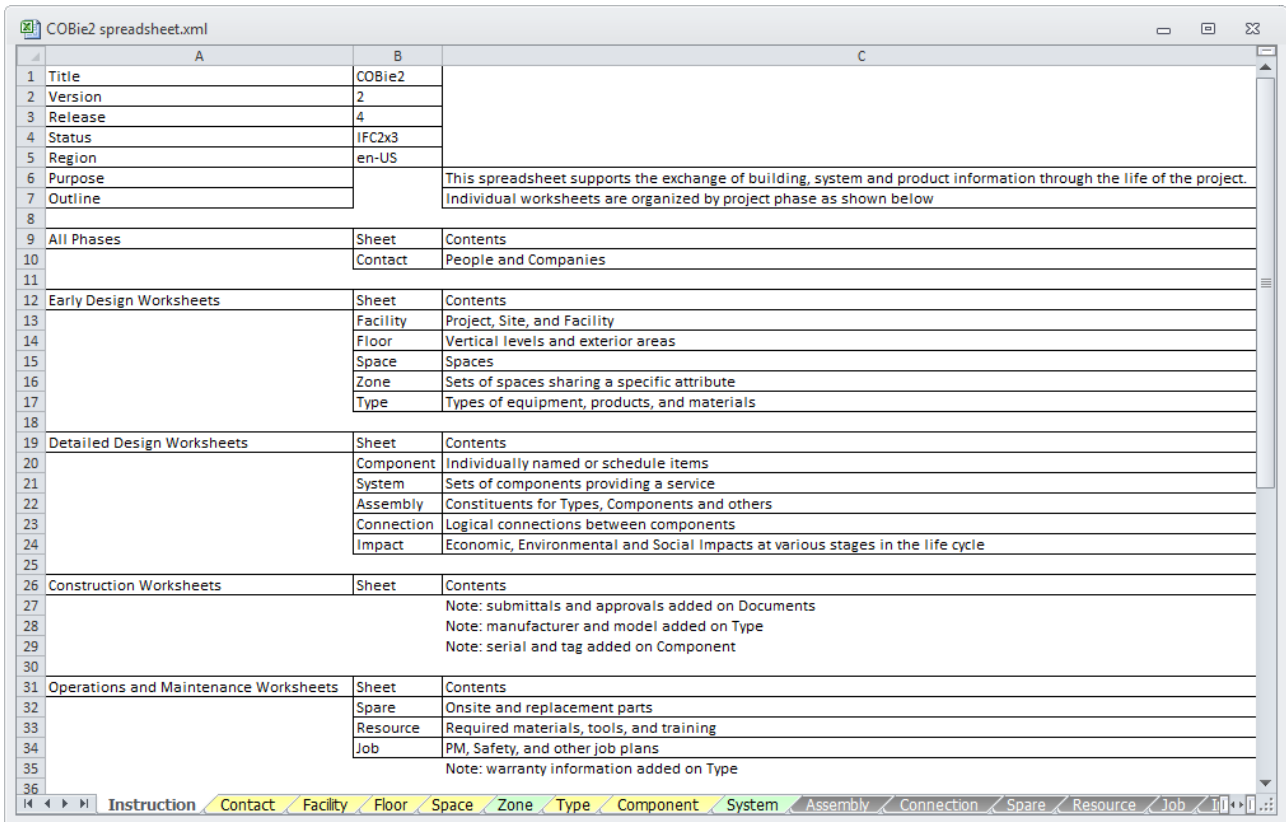 COBie2 spreadsheet.xml
A B C
1 Title COBie2
2 Version 2
3 Release 4
4 Status IFC2x3
5 Region en-US
6 Purpose This spreadsheet supports the exchange of building, system and product information through the life of the project.
7 Outline Individual worksheets are organized by project phase as shown below
8
9 All Phases Sheet Contents
10 Contact People and Companies
11
12 Early Design Worksheets Sheet Contents
13 Facility Project, Site, and Facility
14 Floor Vertical levels and exterior areas
15 Space Spaces
16 Zone Sets of spaces sharing a specific attribute
17 Type Types of equipment, products, and materials
18
19 Detailed Design Worksheets Sheet Contents
20 Component Individually named or schedule items
21 System Sets of components providing a service
22 Assembly Constituents for Types, Components and others
23 Connection Logical connections between components
24 Impact Economic, Environmental and Social Impacts at various stages in the life cycle
25
26 Construction Worksheets Sheet Contents
27 Note: submittals and approvals added on Documents
28 Note: manufacturer and model added on Type
29 Note: serial and tag added on Component
30
31 Operations and Maintenance Worksheets Sheet Contents
32 Spare Onsite and replacement parts
33 Resource Required materials, tools, and training
34 Job PM, Safety, and other job plans
35 Note: warranty information added on Type
36
Instruction Contact Facility Floor Space Zone Type Component System Assembly Connection Spare Resource Job